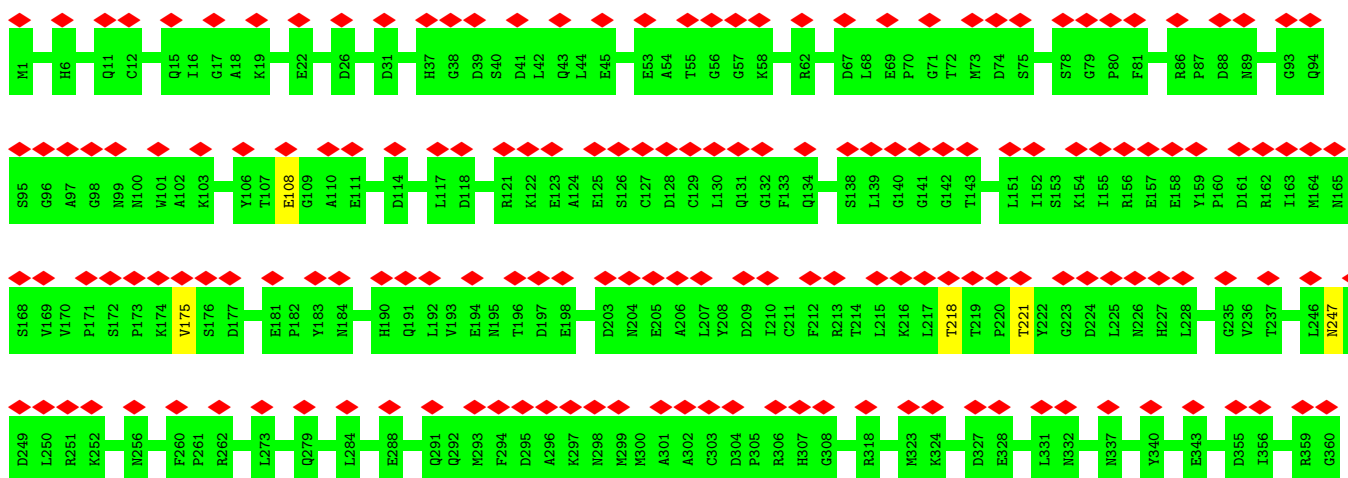 M1 H6 Q11 C12 Q15 I16 G17 A18 K19 E22 D26 D31 H37 G38 D39 S40 D41 L42 Q43 L44 E45 E53 A54 T55 G56 G57 K58 R62 D67 L68 E69 P70 G71 T72 M73 D74 S75 S78 G79 P80 F81 R86 P87 D88 N89 G93 Q94
S95 G96 A97 G98 N99 N100 W101 A102 K103 Y106 T107 E108 G109 A110 E111 D114 L117 D118 R121 K122 E123 A124 E125 S126 C127 D128 C129 L130 Q131 G132 F133 Q134 S138 L139 G140 G141 G142 T143 L151 I152 S153 K154 I155 R156 E157 E158 Y159 P160 D161 R162 I163 M164 N165
S168 V169 V170 P171 S172 P173 K174 V175 S176 D177 E181 P182 Y183 N184 H190 Q191 L192 V193 E194 N195 T196 D197 E198 D203 N204 E205 A206 L207 Y208 D209 I210 C211 F212 R213 T214 L215 K216 L217 T218 T219 P220 T221 Y222 G223 D224 L225 N226 H227 L228 G235 V236 T237 L246 N247
D249 L250 R251 K252 N256 F260 P261 R262 L273 Q279 L284 E288 Q291 Q292 M293 F294 D295 A296 K297 N298 M299 M300 A301 A302 C303 D304 P305 R306 H307 G308 R318 M323 K324 D327 E328 L331 N332 N337 Y340 E343 D355 I356 R359 G360